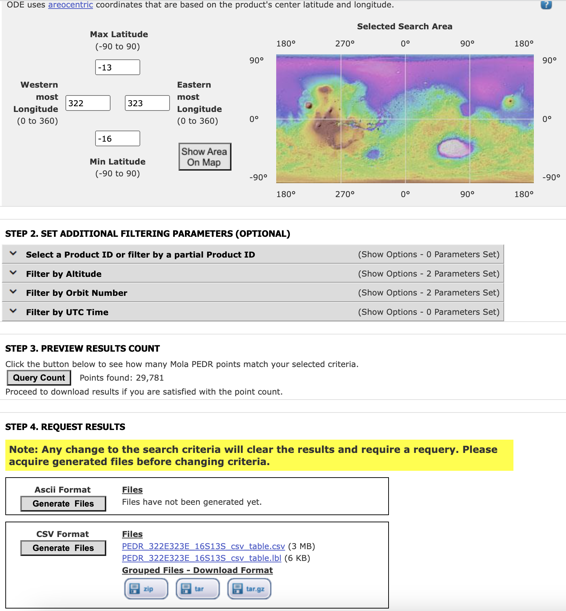 ODE uses areocentric coordinates that are based on the product's center latitude and longitude.
?
Max Latitude
(-90 to 90)
-13
Western
most
Longitude
(0 to 360)
322
323
Eastern
most
Longitude
(0 to 360)
-16
Min Latitude
(-90 to 90)
Show Area
On Map
Selected Search Area
180° 270° 0° 90° 180°
90° 90°
0° 0°
-90° -90°
180° 270° 0° 90° 180°
STEP 2. SET ADDITIONAL FILTERING PARAMETERS (OPTIONAL)
Select a Product ID or filter by a partial Product ID (Show Options - 0 Parameters Set)
Filter by Altitude (Show Options - 2 Parameters Set)
Filter by Orbit Number (Show Options - 2 Parameters Set)
Filter by UTC Time (Show Options - 0 Parameters Set)
STEP 3. PREVIEW RESULTS COUNT
Click the button below to see how many Mola PEDR points match your selected criteria.
Query Count Points found: 29,781
Proceed to download results if you are satisfied with the point count.
STEP 4. REQUEST RESULTS
Note: Any change to the search criteria will clear the results and require a requery. Please
acquire generated files before changing criteria.
Ascii Format Files
Generate Files Files have not been generated yet.
CSV Format Files
Generate Files PEDR_322E323E_16S13S_csv_table.csv (3 MB)
PEDR_322E323E_16S13S_csv_table.lbl (6 KB)
Grouped Files - Download Format
zip tar tar.gz